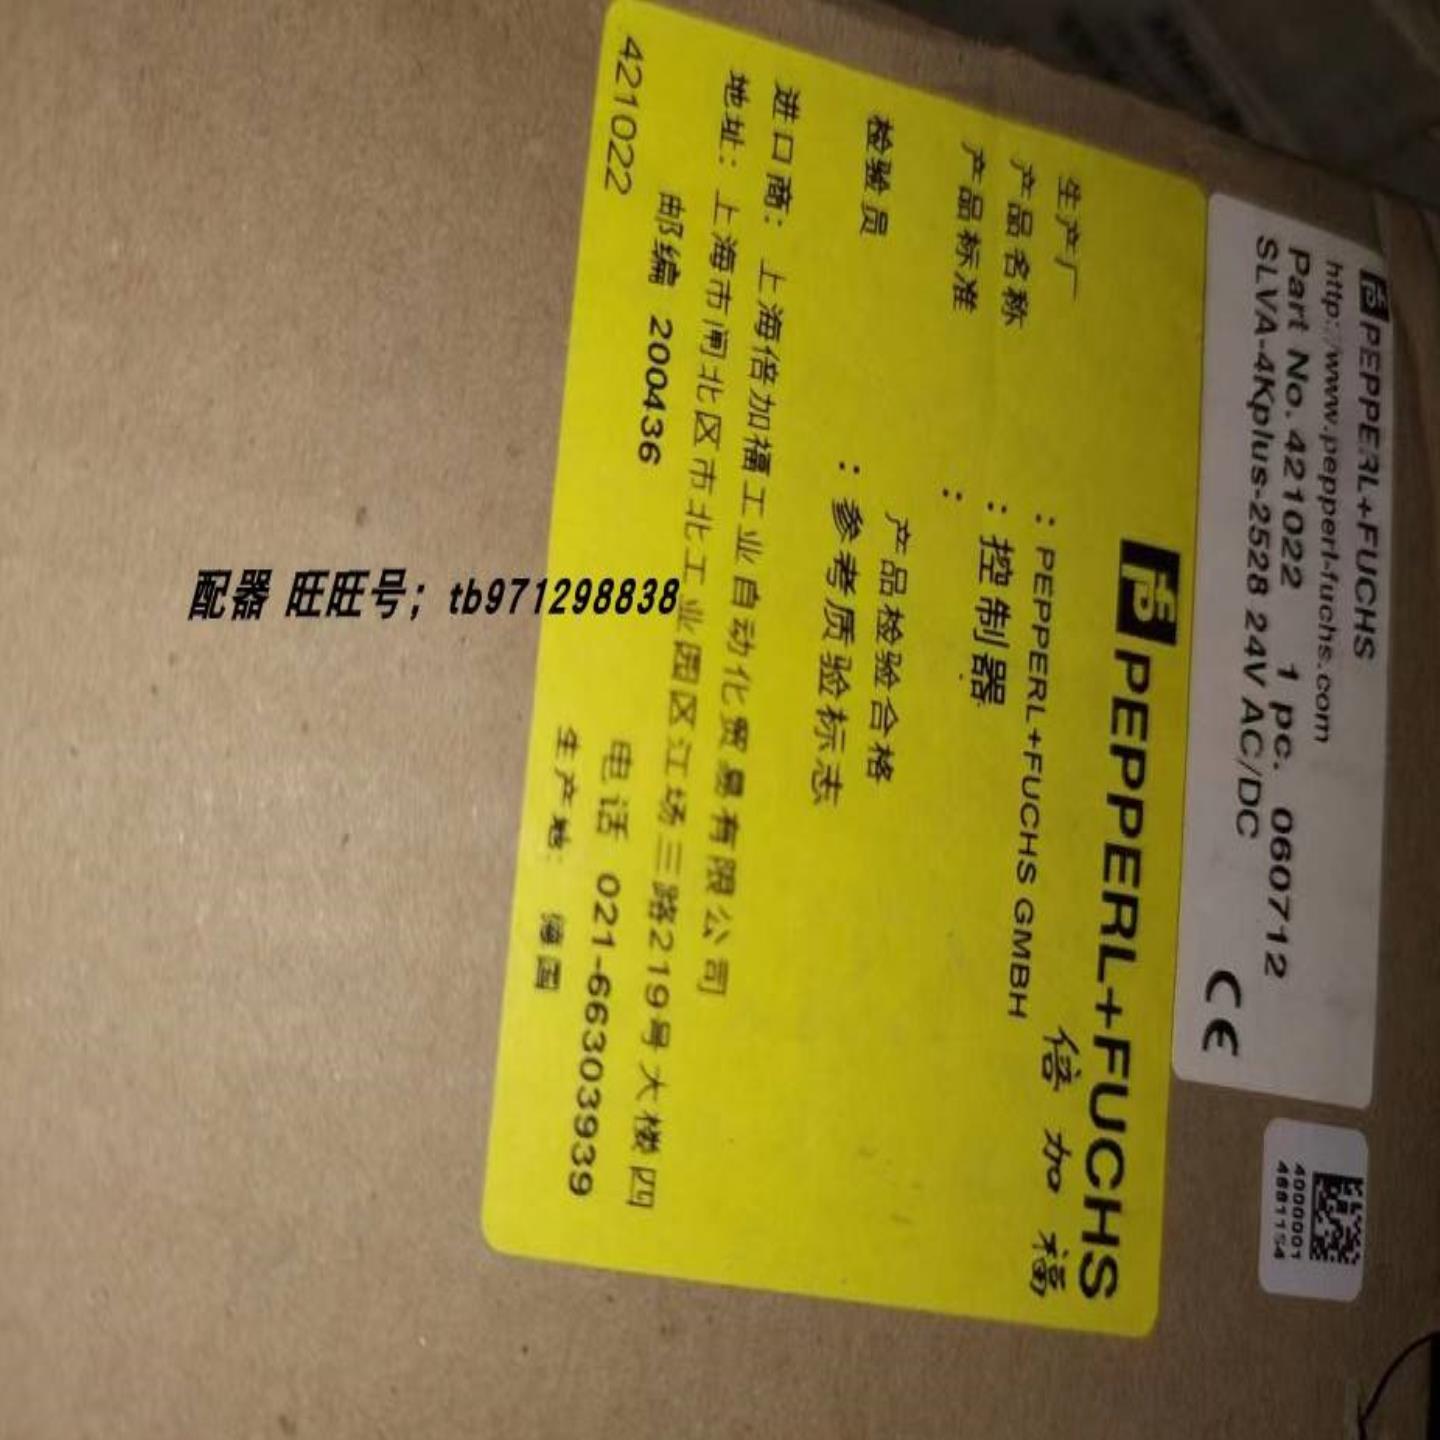 PEPPERL+FUCHS
http://www.pepperl-fuchs.com
Part No. 421022 1 pc. 060712
SLVA-4Kplus-2528 24V AC/DC
CE
4000001
4681154
PEPPERL+FUCHS
倍加福
生产厂 : PEPPERL+FUCHS GMBH
产品名称 : 控制器
产品标准 :
产品检验合格
检验员 : 参考质验标志
进口商: 上海倍加福工业自动化贸易有限公司
地址: 上海市闸北区市北工业园区江场三路219号大楼四
邮编 200436 电话 021-66303939
421022 生产地: 德国
配器 旺旺号; tb971298838